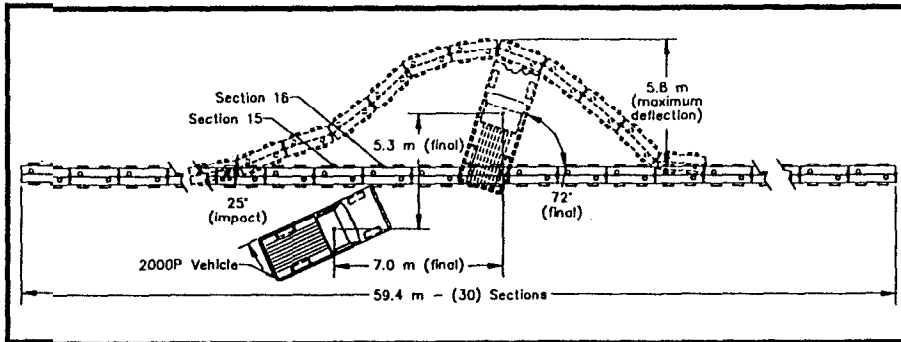 5.8 m
(maximum
deflection)
Section 16
Section 15
5.3 m (final)
25°
(impact)
72°
(final)
2000P Vehicle
7.0 m (final)
59.4 m - (30) Sections